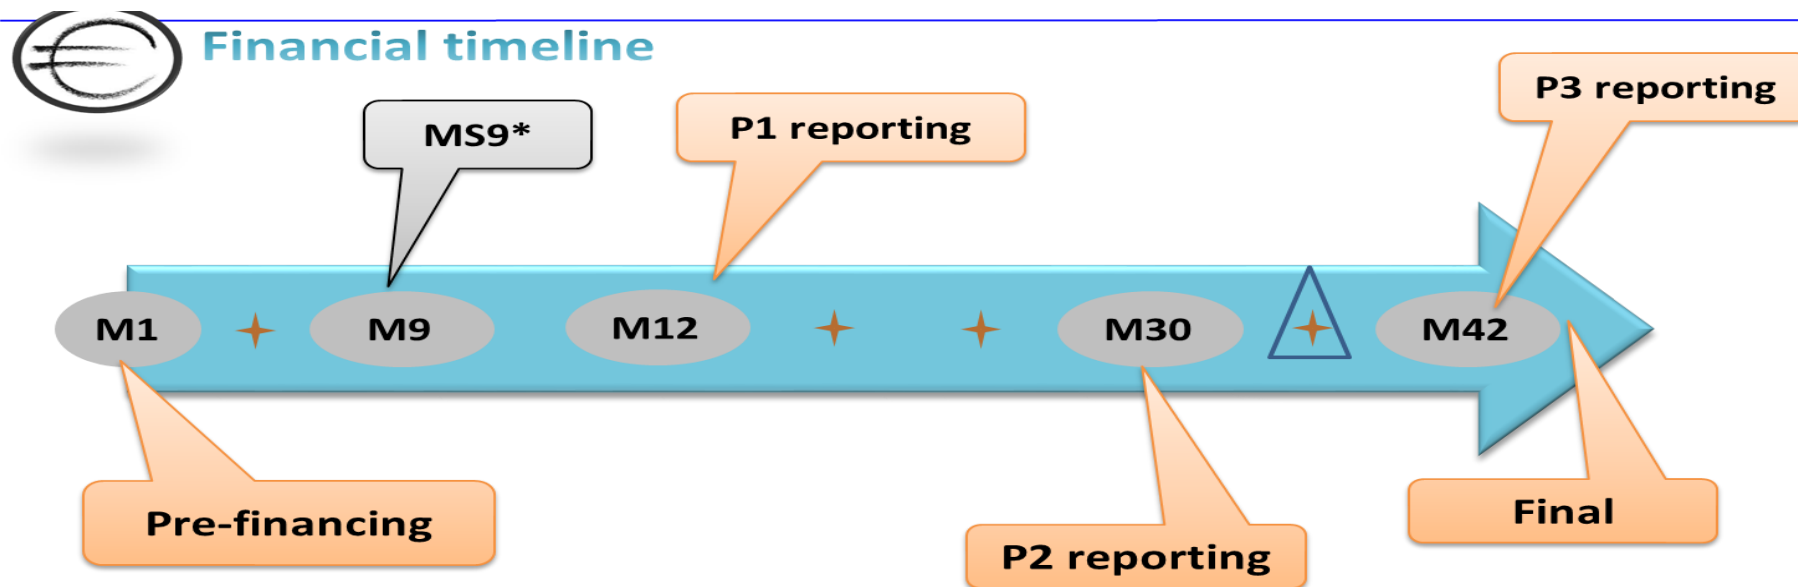 Financial timeline
MS9*
P1 reporting
P3 reporting
M1
M9
M12
M30
M42
Pre-financing
P2 reporting
Final